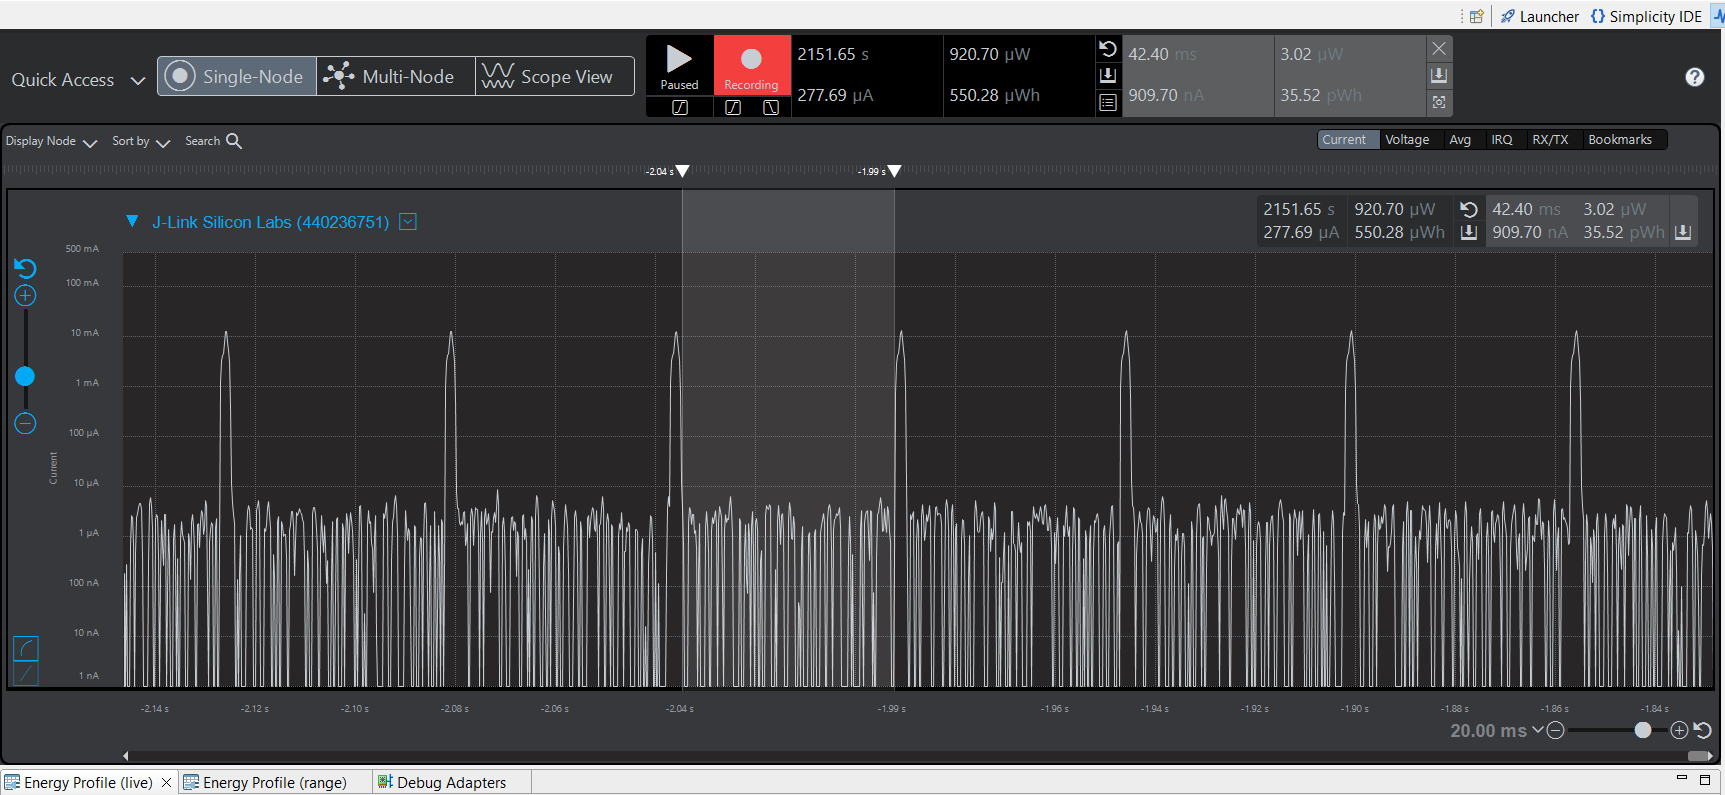 Launcher Simplicity IDE
Quick Access Single-Node Multi-Node Scope View
Paused Recording
2151.65 s 920.70 µW 42.40 ms 3.02 µW
277.69 µA 550.28 µWh 909.70 nA 35.52 pWh
Display Node Sort by Search Current Voltage Avg IRQ RX/TX Bookmarks
-2.04 s -1.99 s
J-Link Silicon Labs (440236751)
2151.65 s 920.70 µW 42.40 ms 3.02 µW
277.69 µA 550.28 µWh 909.70 nA 35.52 pWh
500 mA
100 mA
10 mA
1 mA
100 µA
Current
10 µA
1 µA
100 nA
10 nA
1 nA
-2.14 s -2.12 s -2.10 s -2.08 s -2.06 s -2.04 s -1.99 s -1.96 s -1.94 s -1.92 s -1.90 s -1.88 s -1.86 s -1.84 s
20.00 ms
Energy Profile (live) Energy Profile (range) Debug Adapters